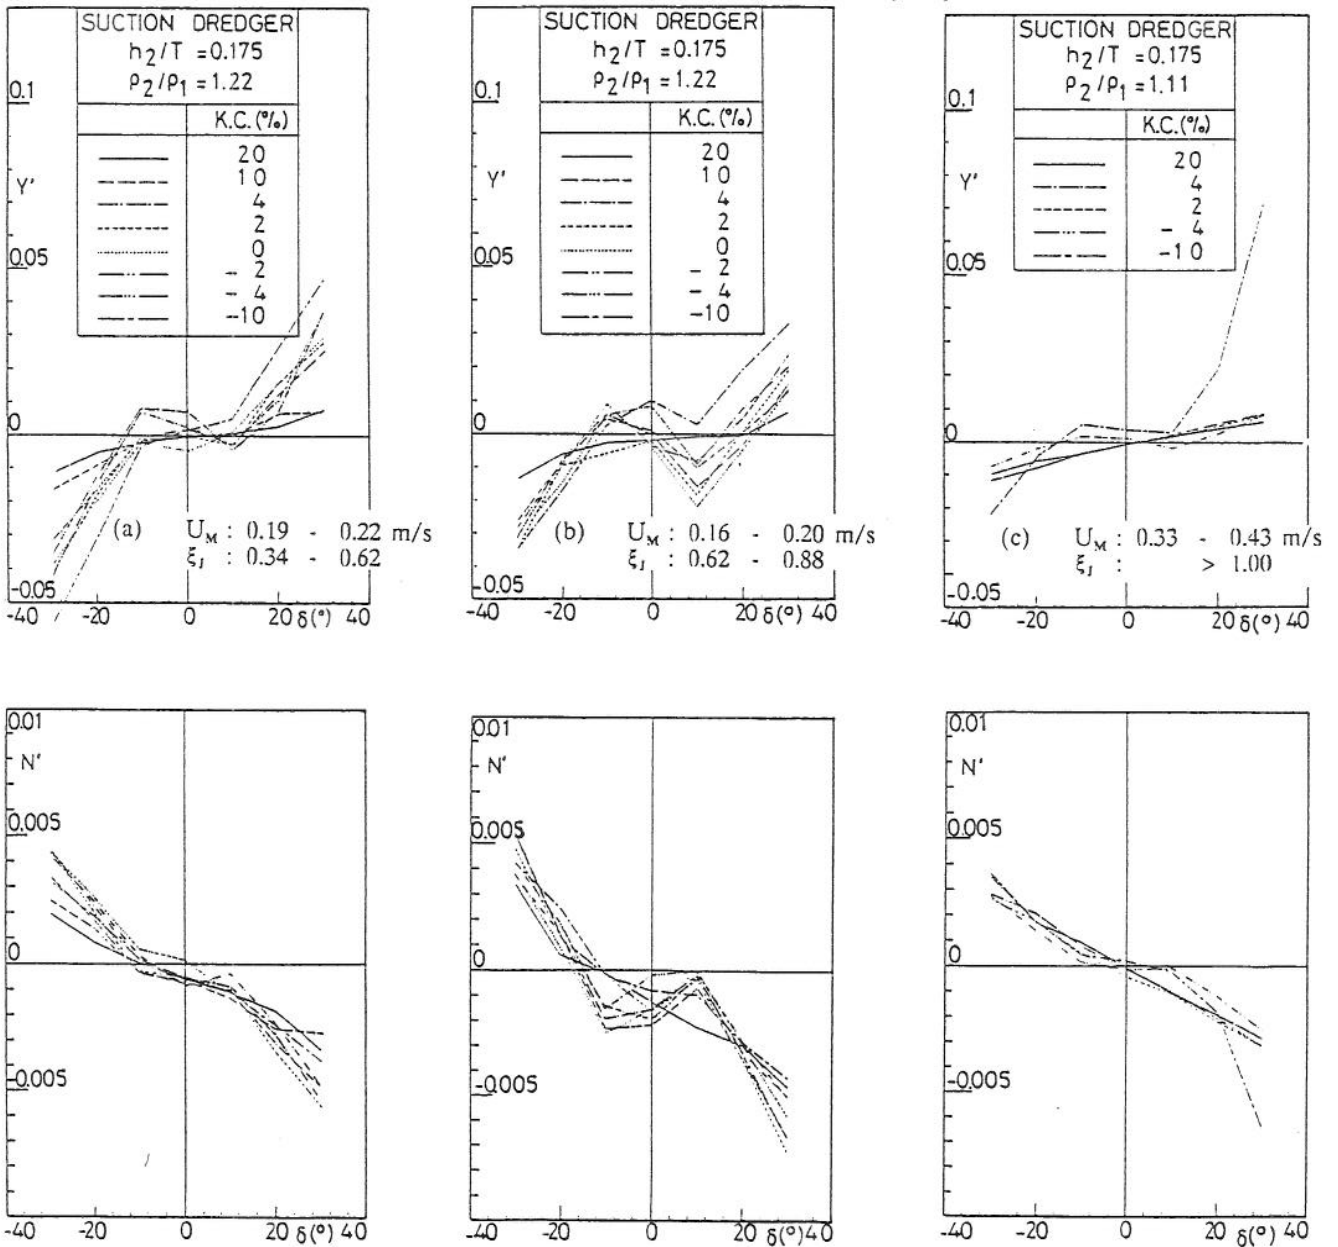 SUCTION DREDGER
h2/T = 0.175
ρ2/ρ1 = 1.22
K.C. (%)
20
10
4
2
0
- 2
- 4
-10
0.1
Y'
0.05
0
-0.05
(a) UM : 0.19 - 0.22 m/s
ξJ : 0.34 - 0.62
-40 -20 0 20 δ(°) 40
SUCTION DREDGER
h2/T = 0.175
ρ2/ρ1 = 1.22
K.C. (%)
20
10
4
2
0
- 2
- 4
-10
0.1
Y'
0.05
0
-0.05
(b) UM : 0.16 - 0.20 m/s
ξJ : 0.62 - 0.88
-40 -20 0 20 δ(°) 40
SUCTION DREDGER
h2/T = 0.175
ρ2/ρ1 = 1.11
K.C. (%)
20
4
2
- 4
-10
0.1
Y'
0.05
0
-0.05
(c) UM : 0.33 - 0.43 m/s
ξJ : > 1.00
-40 -20 0 20 δ(°) 40
0.01
N'
0.005
0
-0.005
-40 -20 0 20 δ(°) 40
0.01
N'
0.005
0
-0.005
-40 -20 0 20 δ(°) 40
0.01
N'
0.005
0
-0.005
-40 -20 0 20 δ(°) 40